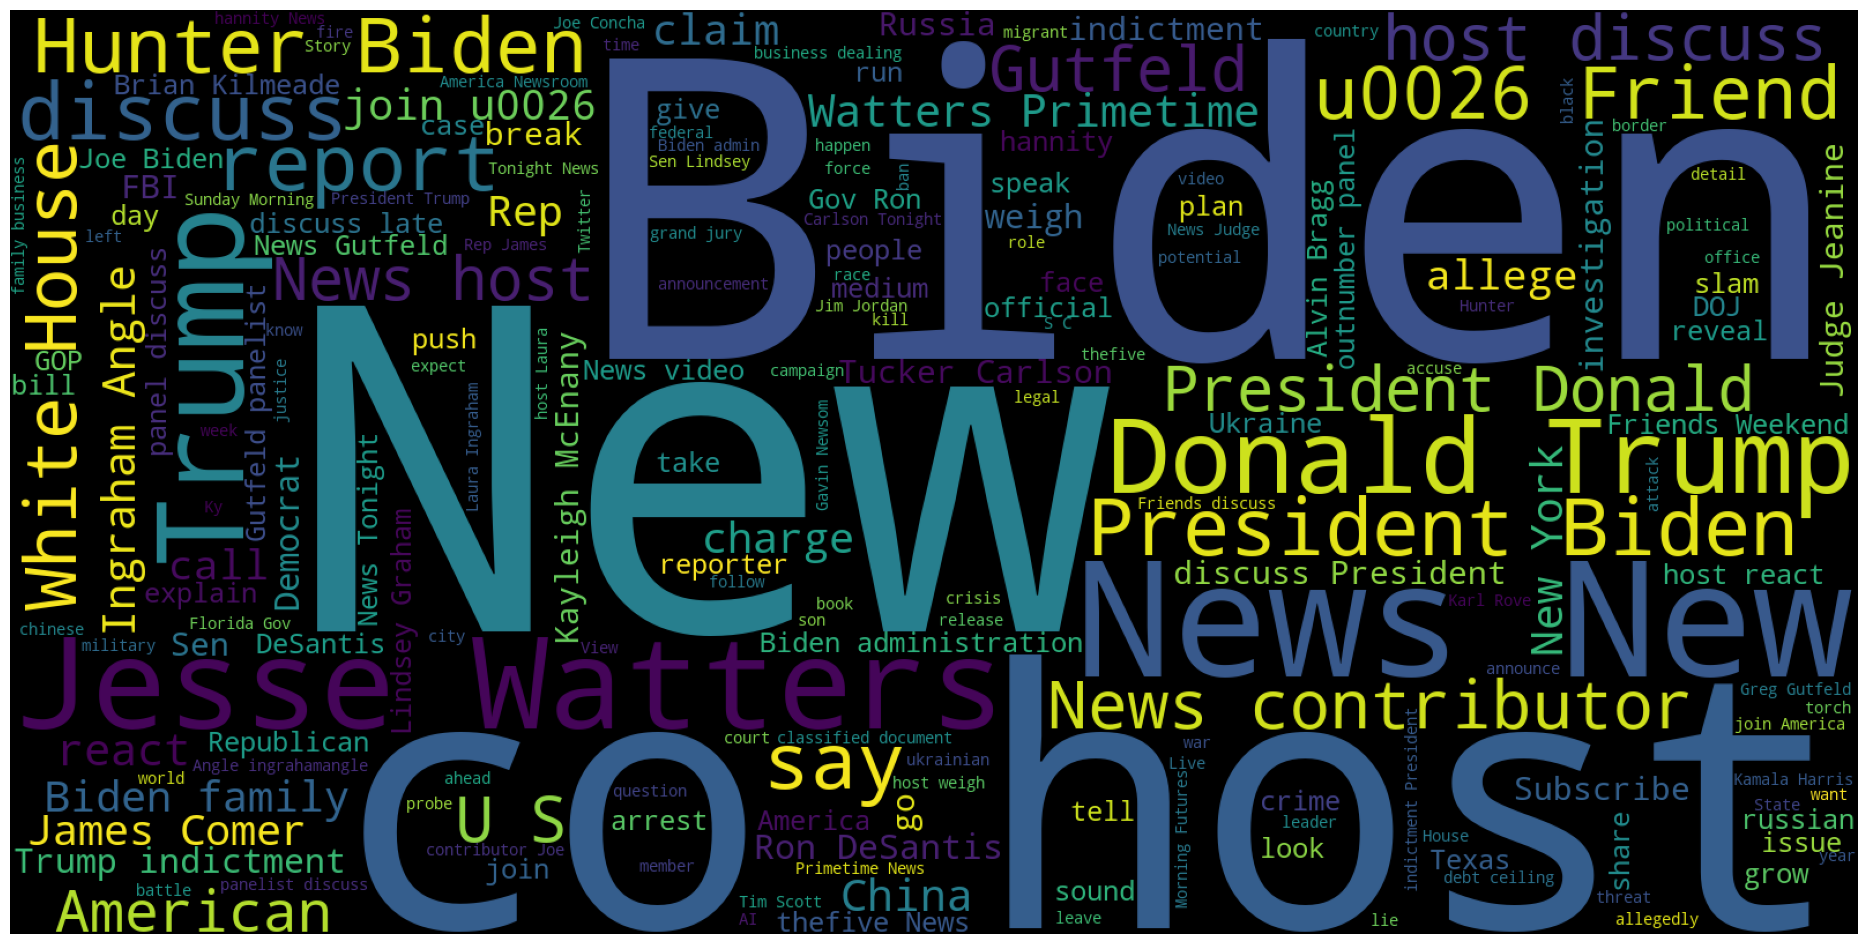 hannity News
fire
Story
Hunter Biden
Joe Concha
time
claim
Russia
migrant
indictment
country
host discuss
business dealing
Brian Kilmeade
America Newsroom
run
Gutfeld
discuss
join u0026
case
break
give
Watters Primetime
u0026
Friend
black
border
Joe Biden
report
federal
Biden admin
Sen Lindsey
happen
force
ban
hannity
Tonight News
FBI
Sunday Morning
President Trump
Rep
Twitter
day
discuss late
left
News Gutfeld
Rep James
family business
White House
Trump
News host
Biden
grand jury
announcement
Gov Ron
Carlson Tonight
people
race
medium
Jim Jordan
kill
speak
weigh
role
face
official
S C
thefive
video
plan
News Judge
potential
Alvin Bragg
outnumber panel
investigation
allege
Hunter
detail
political
office
slam
DOJ
reveal
Judge Jeanine
GOP
bill
Ingraham Angle
panel discuss
Gutfeld panelist
know
justice
week
push
expect
Laura Ingraham
host Laura
News video
campaign
Tucker Carlson
legal
accuse
President Donald
Ukraine
Friends Weekend
New
Kayleigh McEnany
take
Gavin Newsom
Donald Trump
Friends discuss
New York
attack
Ky
Democrat
News Tonight
Lindsey Graham
charge
reporter
follow
President Biden
call
explain
discuss President
host react
book
son
crisis
release
News New
Karl Rove
chinese
Florida Gov
military
Sen
DeSantis
city
View
Biden administration
Jesse Watters
announce
News contributor
Greg Gutfeld
torch
join America
react
Republican
Angle ingrahamangle
world
court
classified document
say
ukrainian
host weigh
war
Live
Morning Futures
Biden family
ahead
probe
U S
question
arrest
America
go
tell
crime
leader
look
indictment President
Subscribe
Kamala Harris
want
State
russian
James Comer
co host
House
share
issue
year
Trump indictment
contributor Joe
join
member
Ron DeSantis
Primetime News
Texas
debt ceiling
grow
battle
panelist discuss
American
Tim Scott
AI
China
thefive News
sound
leave
lie
threat
allegedly